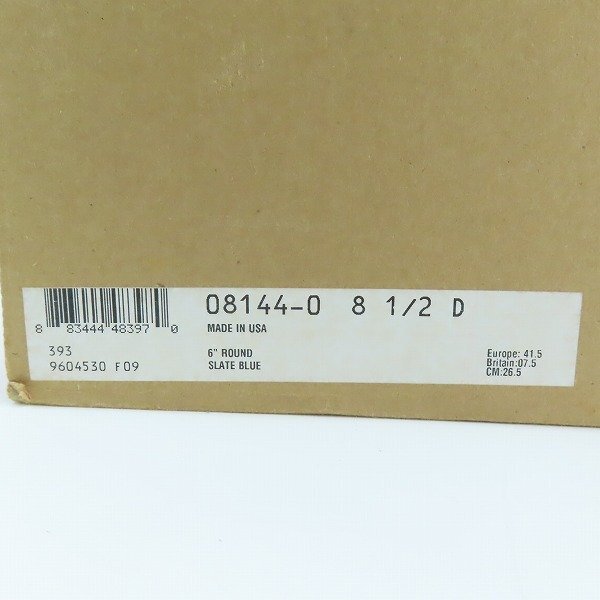 08144-0 8 1/2 D
8 83444 48397 0
MADE IN USA
393
6" ROUND
Europe: 41.5
9604530 F09
SLATE BLUE
Britain:07.5
CM:26.5